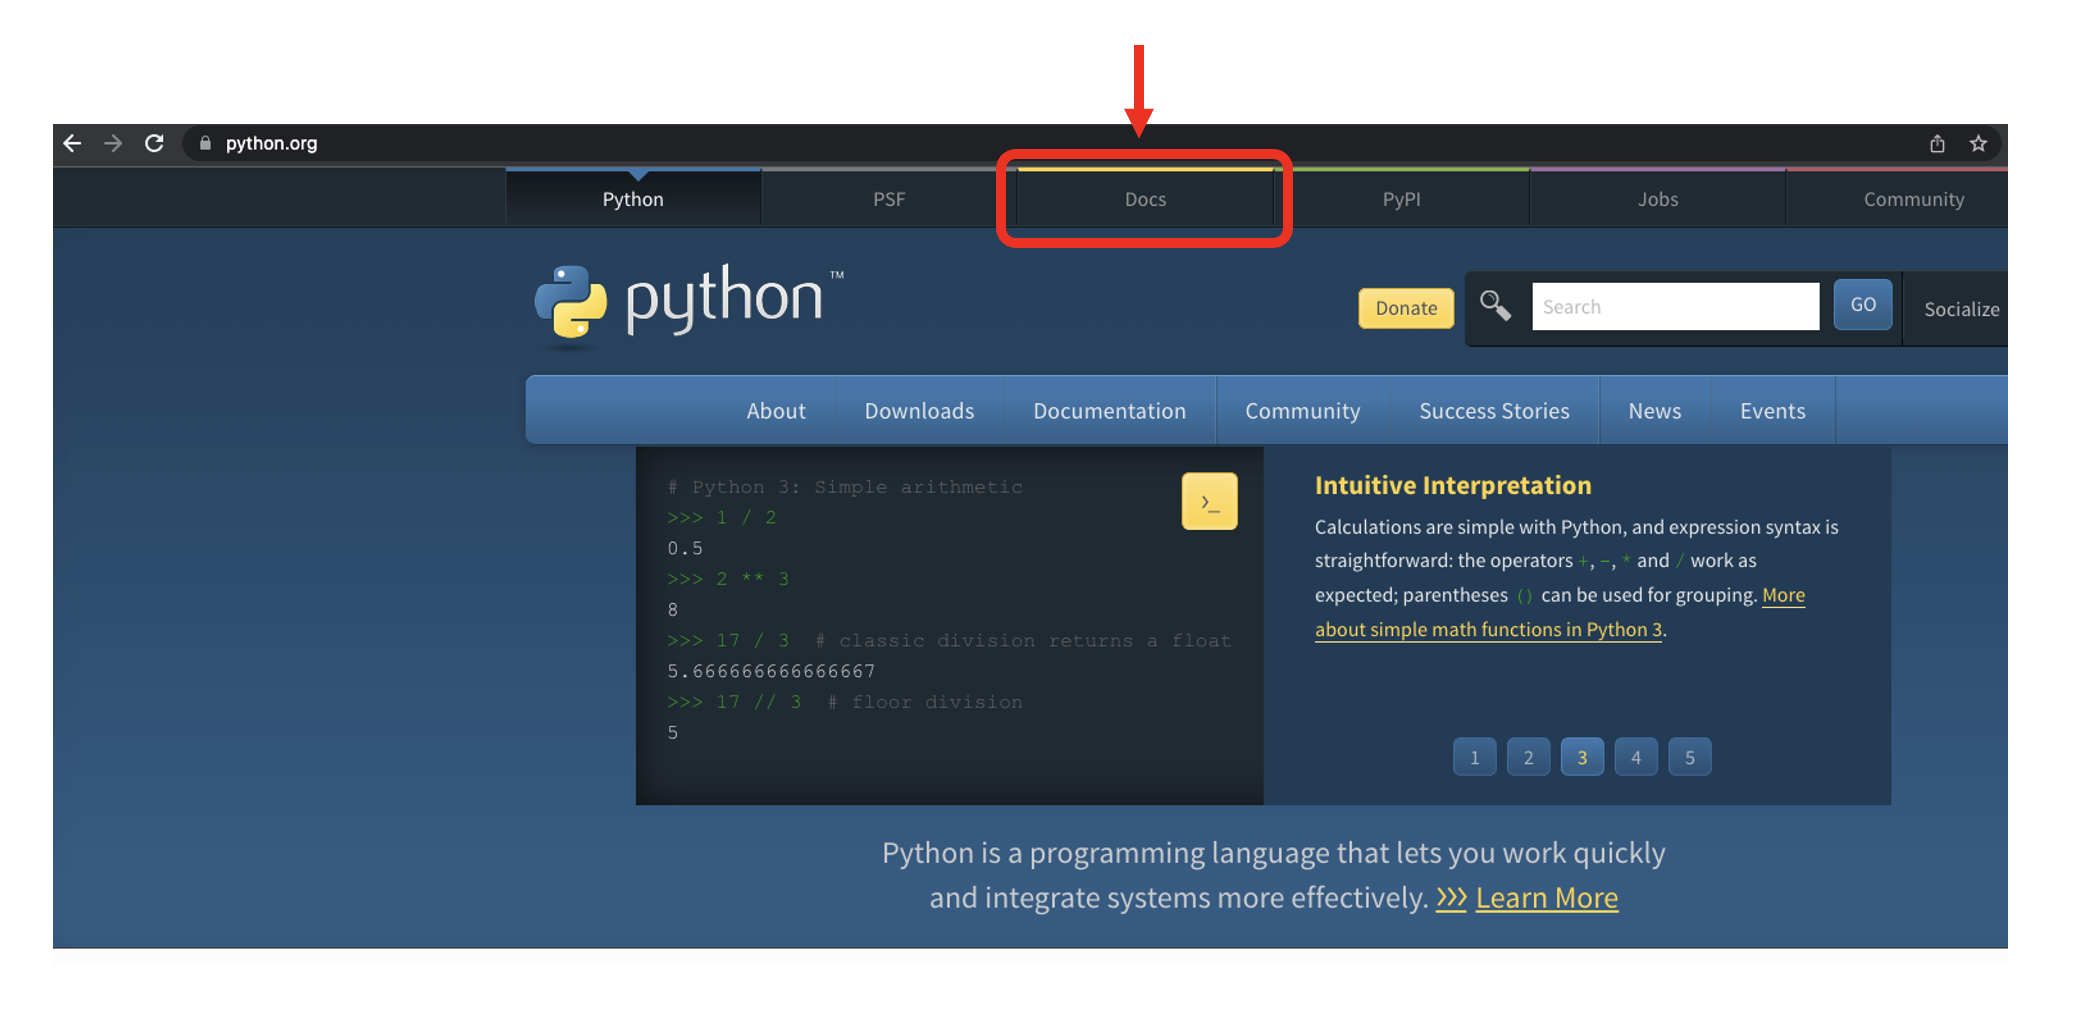 python.org
Python PSF Docs PyPI Jobs Community
python™
Donate Search GO Socialize
About Downloads Documentation Community Success Stories News Events
# Python 3: Simple arithmetic
>>> 1 / 2
0.5
>>> 2 ** 3
8
>>> 17 / 3  # classic division returns a float
5.666666666666667
>>> 17 // 3  # floor division
5
>_
Intuitive Interpretation
Calculations are simple with Python, and expression syntax is
straightforward: the operators +, -, * and / work as
expected; parentheses () can be used for grouping. More
about simple math functions in Python 3.
1 2 3 4 5
Python is a programming language that lets you work quickly
and integrate systems more effectively. >>> Learn More